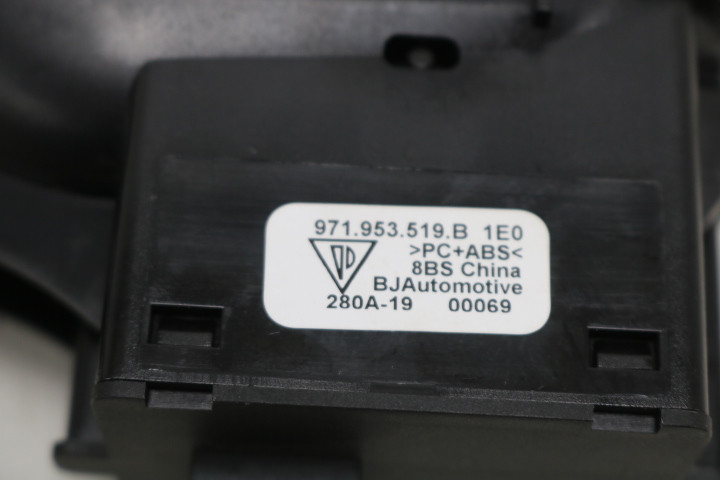 971.953.519.B 1E0
>PC+ABS<
8BS China
BJAutomotive
280A-19 00069